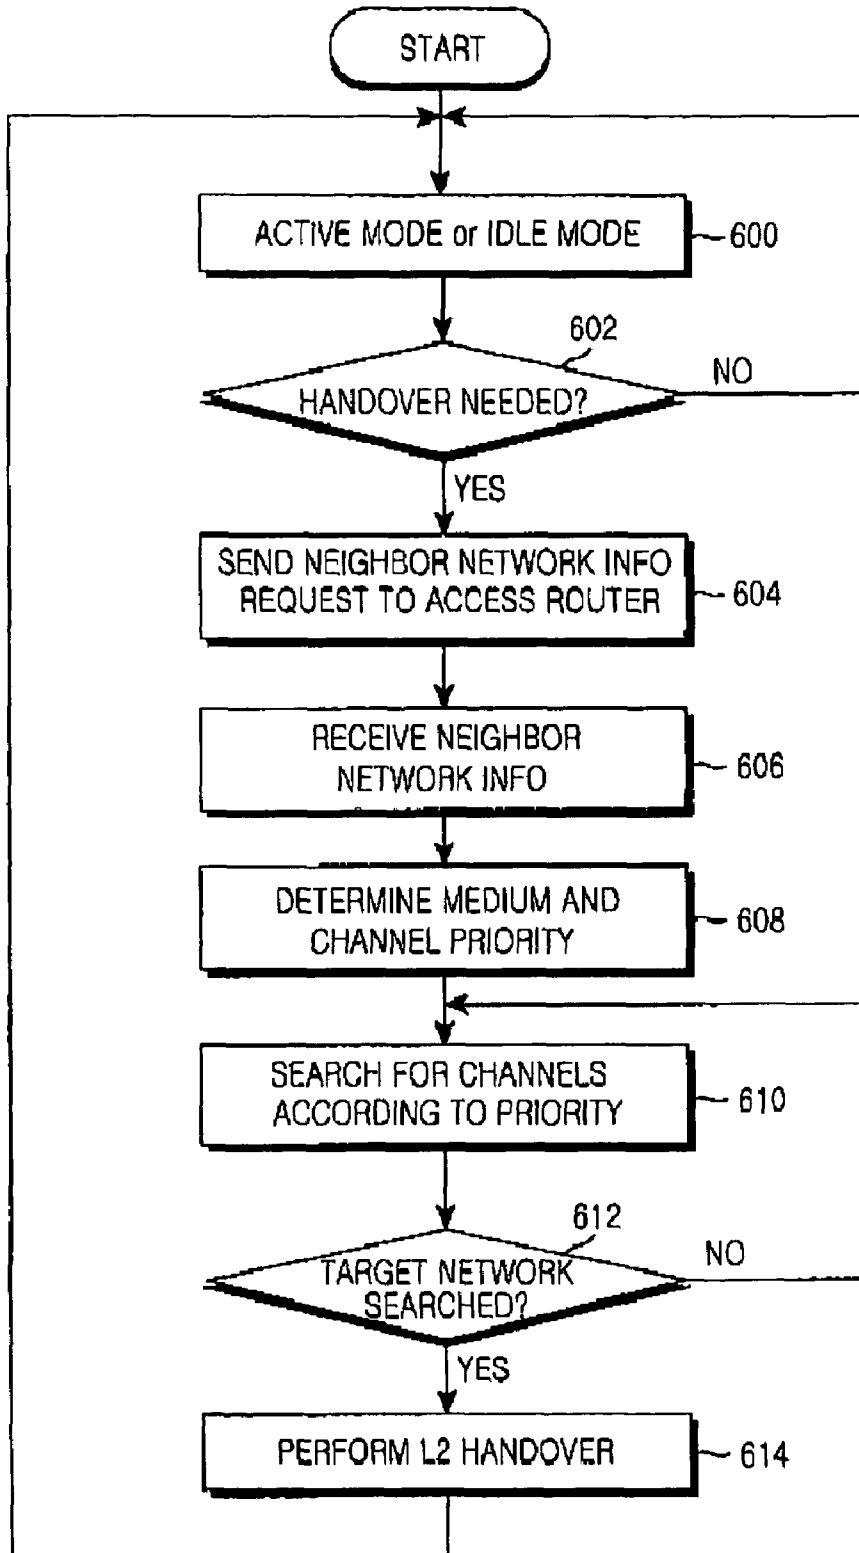 START
ACTIVE MODE or IDLE MODE
600
602
HANDOVER NEEDED?
NO
YES
SEND NEIGHBOR NETWORK INFO
REQUEST TO ACCESS ROUTER
604
RECEIVE NEIGHBOR
NETWORK INFO
606
DETERMINE MEDIUM AND
CHANNEL PRIORITY
608
SEARCH FOR CHANNELS
ACCORDING TO PRIORITY
610
612
TARGET NETWORK
SEARCHED?
NO
YES
PERFORM L2 HANDOVER
614